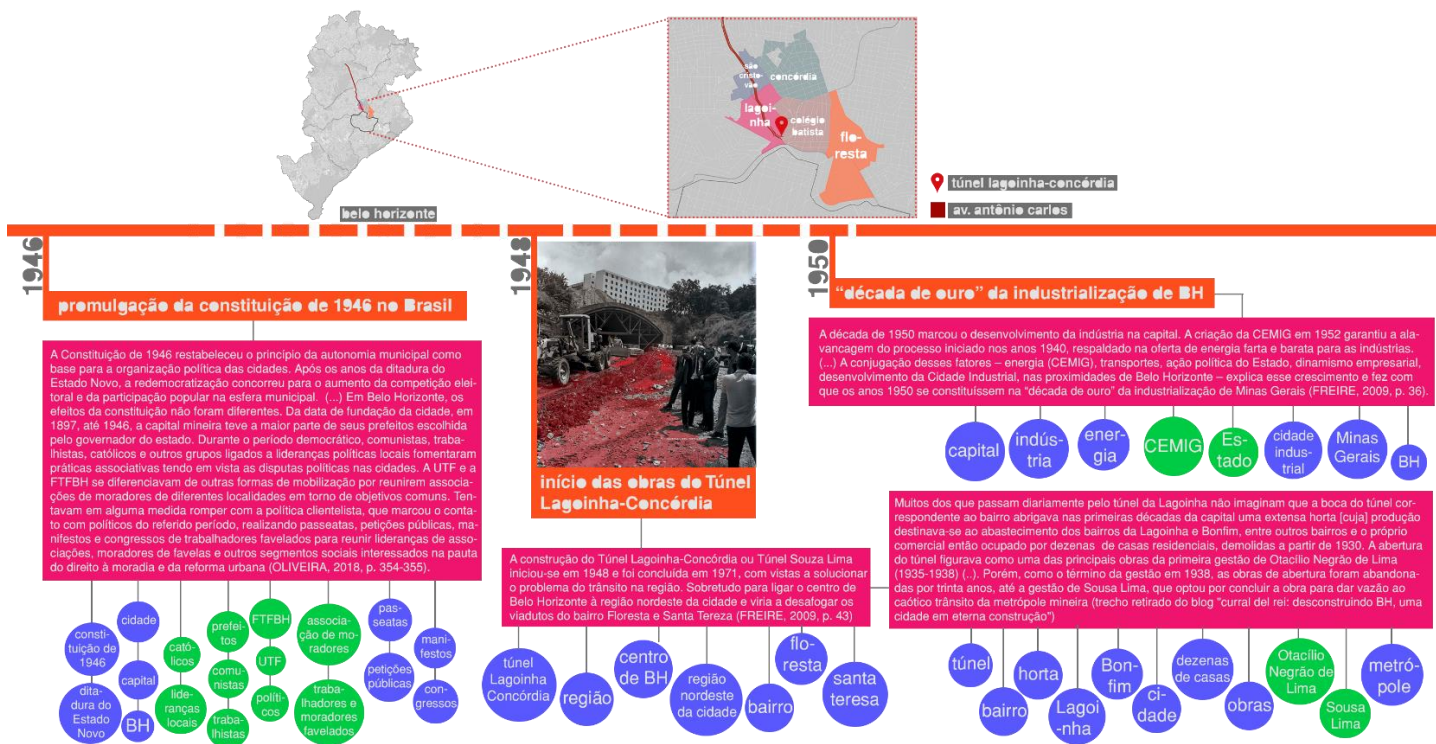 são
cristo-
vão
concórdia
lagoi-
nha
colégio
batista
flo-
resta
túnel lagoinha-concórdia
av. antônio carlos
belo horizonte
1946
promulgação da constituição de 1946 no Brasil
A Constituição de 1946 restabeleceu o princípio da autonomia municipal como
base para a organização política das cidades. Após os anos da ditadura do
Estado Novo, a redemocratização concorreu para o aumento da competição elei-
toral e da participação popular na esfera municipal. (...) Em Belo Horizonte, os
efeitos da constituição não foram diferentes. Da data de fundação da cidade, em
1897, até 1946, a capital mineira teve a maior parte de seus prefeitos escolhida
pelo governador do estado. Durante o período democrático, comunistas, traba-
lhistas, católicos e outros grupos ligados a lideranças políticas locais fomentaram
práticas associativas tendo em vista as disputas políticas nas cidades. A UTF e a
FTFBH se diferenciavam de outras formas de mobilização por reunirem associa-
ções de moradores de diferentes localidades em torno de objetivos comuns. Ten-
tavam em alguma medida romper com a política clientelista, que marcou o conta-
to com políticos do referido período, realizando passeatas, petições públicas, ma-
nifestos e congressos de trabalhadores favelados para reunir lideranças de asso-
ciações, moradores de favelas e outros segmentos sociais interessados na pauta
do direito à moradia e da reforma urbana (OLIVEIRA, 2018, p. 354-355).
consti-
tuição de
1946
ditadura
do Estado
Novo
cidade
capital
BH
cató-
licos
lide-
ranças
locais
prefei-
tos
comu-
nistas
traba-
lhistas
FTFBH
UTF
políti-
cos
associa-
ção de mo-
radores
traba-
lhadores e
moradores
favelados
pas-
seatas
petições
públicas
mani-
festos
con-
gressos
1948
início das obras do Túnel
Lagoinha-Concórdia
A construção do Túnel Lagoinha-Concórdia ou Túnel Souza Lima
iniciou-se em 1948 e foi concluída em 1971, com vistas a solucionar
o problema do trânsito na região. Sobretudo para ligar o centro de
Belo Horizonte à região nordeste da cidade e viria a desafogar os
viadutos do bairro Floresta e Santa Tereza (FREIRE, 2009, p. 43)
túnel
Lagoinha
Concórdia
região
centro
de BH
região
nordeste
da cidade
bairro
flo-
resta
santa
teresa
1950
“década de ouro” da industrialização de BH
A década de 1950 marcou o desenvolvimento da indústria na capital. A criação da CEMIG em 1952 garantiu a ala-
vancagem do processo iniciado nos anos 1940, respaldado na oferta de energia farta e barata para as indústrias.
(...) A conjugação desses fatores – energia (CEMIG), transportes, ação política do Estado, dinamismo empresarial,
desenvolvimento da Cidade Industrial, nas proximidades de Belo Horizonte – explica esse crescimento e fez com
que os anos 1950 se constituíssem na “década de ouro” da industrialização de Minas Gerais (FREIRE, 2009, p. 36).
capital
indús-
tria
ener-
gia
CEMIG
Es-
tado
cidade
indus-
trial
Minas
Gerais
BH
Muitos dos que passam diariamente pelo túnel da Lagoinha não imaginam que a boca do túnel cor-
respondente ao bairro abrigava nas primeiras décadas da capital uma extensa horta [cuja] produção
destinava-se ao abastecimento dos bairros da Lagoinha e Bonfim, entre outros bairros e o próprio
comercial então ocupado por dezenas de casas residenciais, demolidas a partir de 1930. A abertura
do túnel figurava como uma das principais obras da primeira gestão de Otacílio Negrão de Lima
(1935-1938) (..). Porém, como o término da gestão em 1938, as obras de abertura foram abandona-
das por trinta anos, até a gestão de Sousa Lima, que optou por concluir a obra para dar vazão ao
caótico trânsito da metrópole mineira (trecho retirado do blog "curral del rei: desconstruindo BH, uma
cidade em eterna construção")
túnel
bairro
horta
Lagoi
-nha
Bon-
fim
ci-
dade
dezenas
de casas
obras
Otacílio
Negrão de
Lima
Sousa
Lima
metró-
pole